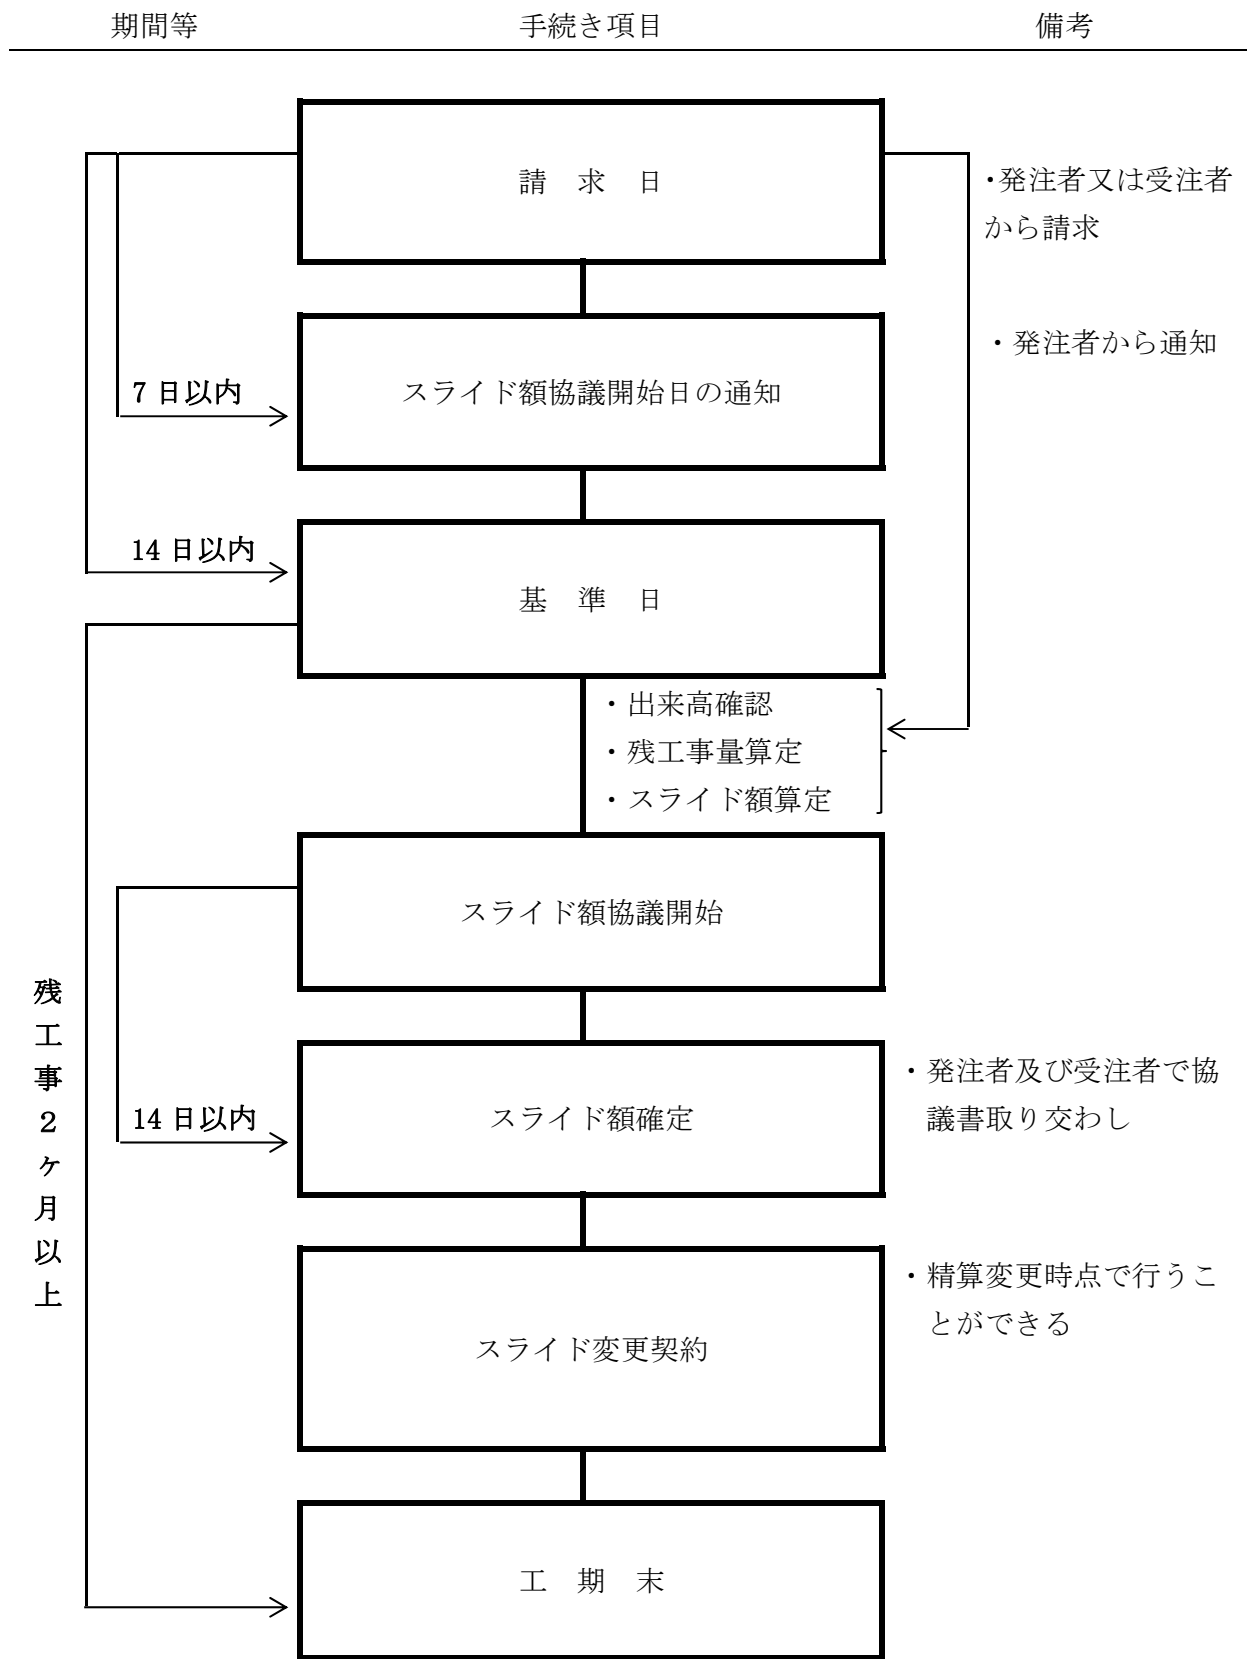 期間等　手続き項目　備考
請　求　日
・発注者又は受注者
から請求
・発注者から通知
7 日以内
スライド額協議開始日の通知
14 日以内
基　準　日
・出来高確認
・残工事量算定
・スライド額算定
スライド額協議開始
残工事２ヶ月以上
・発注者及び受注者で協
議書取り交わし
14 日以内
スライド額確定
・精算変更時点で行うこ
とができる
スライド変更契約
工　期　末